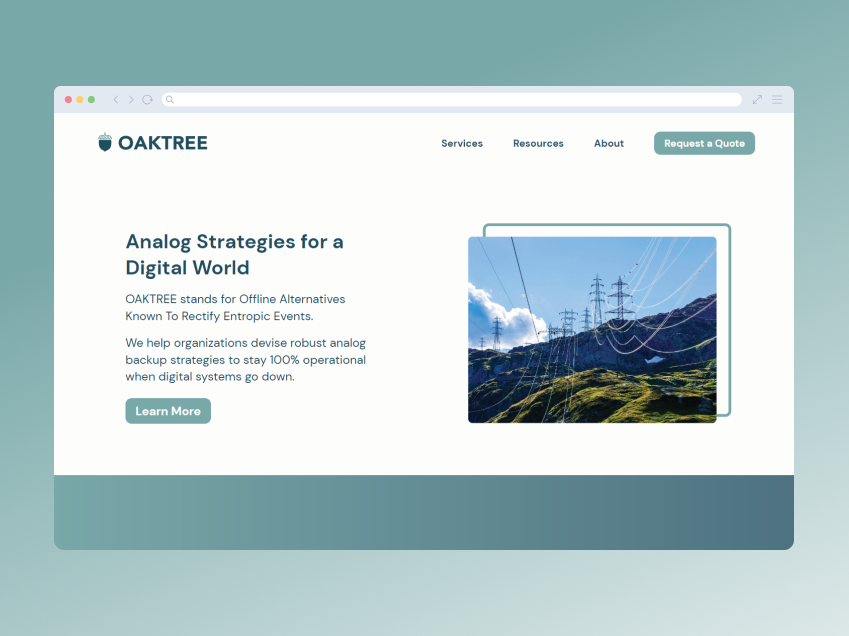 OAKTREE
Services
Resources
About
Request a Quote
Analog Strategies for a
Digital World
OAKTREE stands for Offline Alternatives
Known To Rectify Entropic Events.
We help organizations devise robust analog
backup strategies to stay 100% operational
when digital systems go down.
Learn More